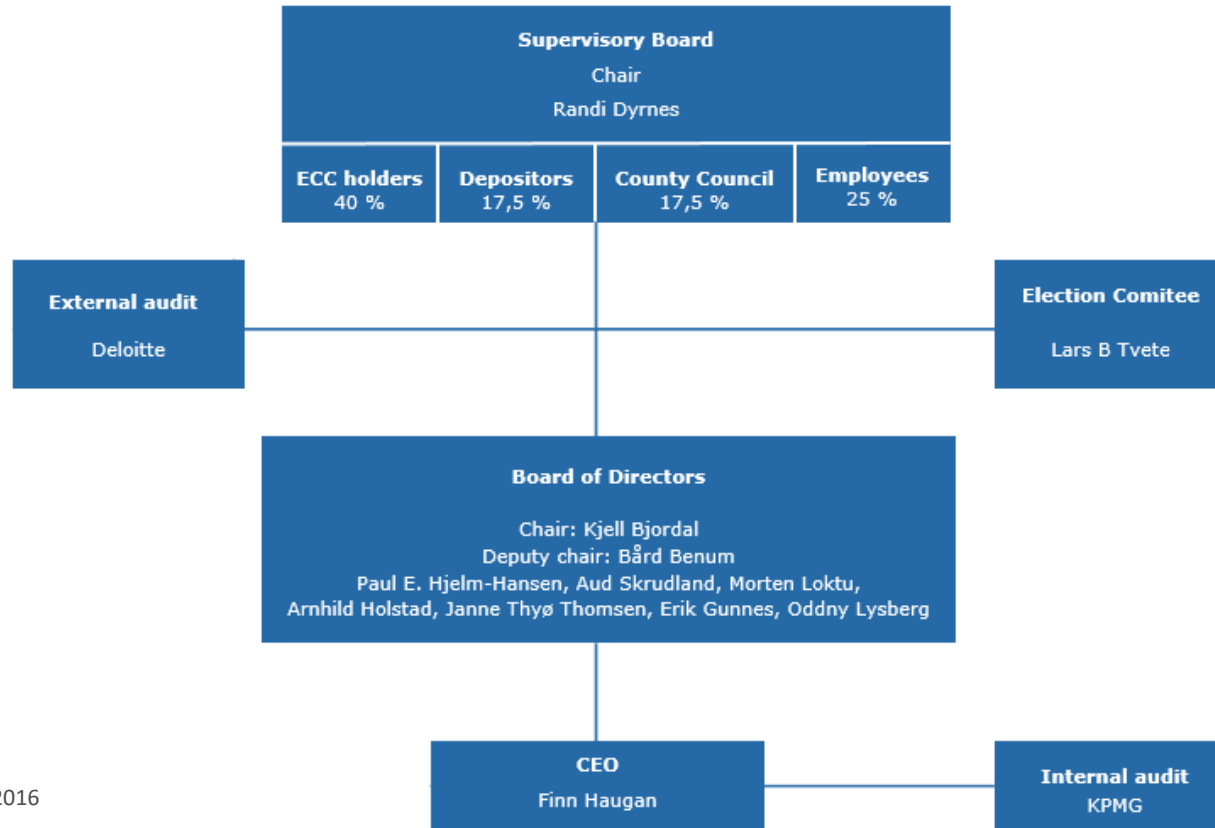 Supervisory Board
Chair
Randi Dyrnes
ECC holders
40 %
Depositors
17,5 %
County Council
17,5 %
Employees
25 %
External audit
Deloitte
Election Comitee
Lars B Tvete
Board of Directors
Chair: Kjell Bjordal
Deputy chair: Bård Benum
Paul E. Hjelm-Hansen, Aud Skrudland, Morten Loktu,
Arnhild Holstad, Janne Thyø Thomsen, Erik Gunnes, Oddny Lysberg
CEO
Finn Haugan
Internal audit
KPMG
2016